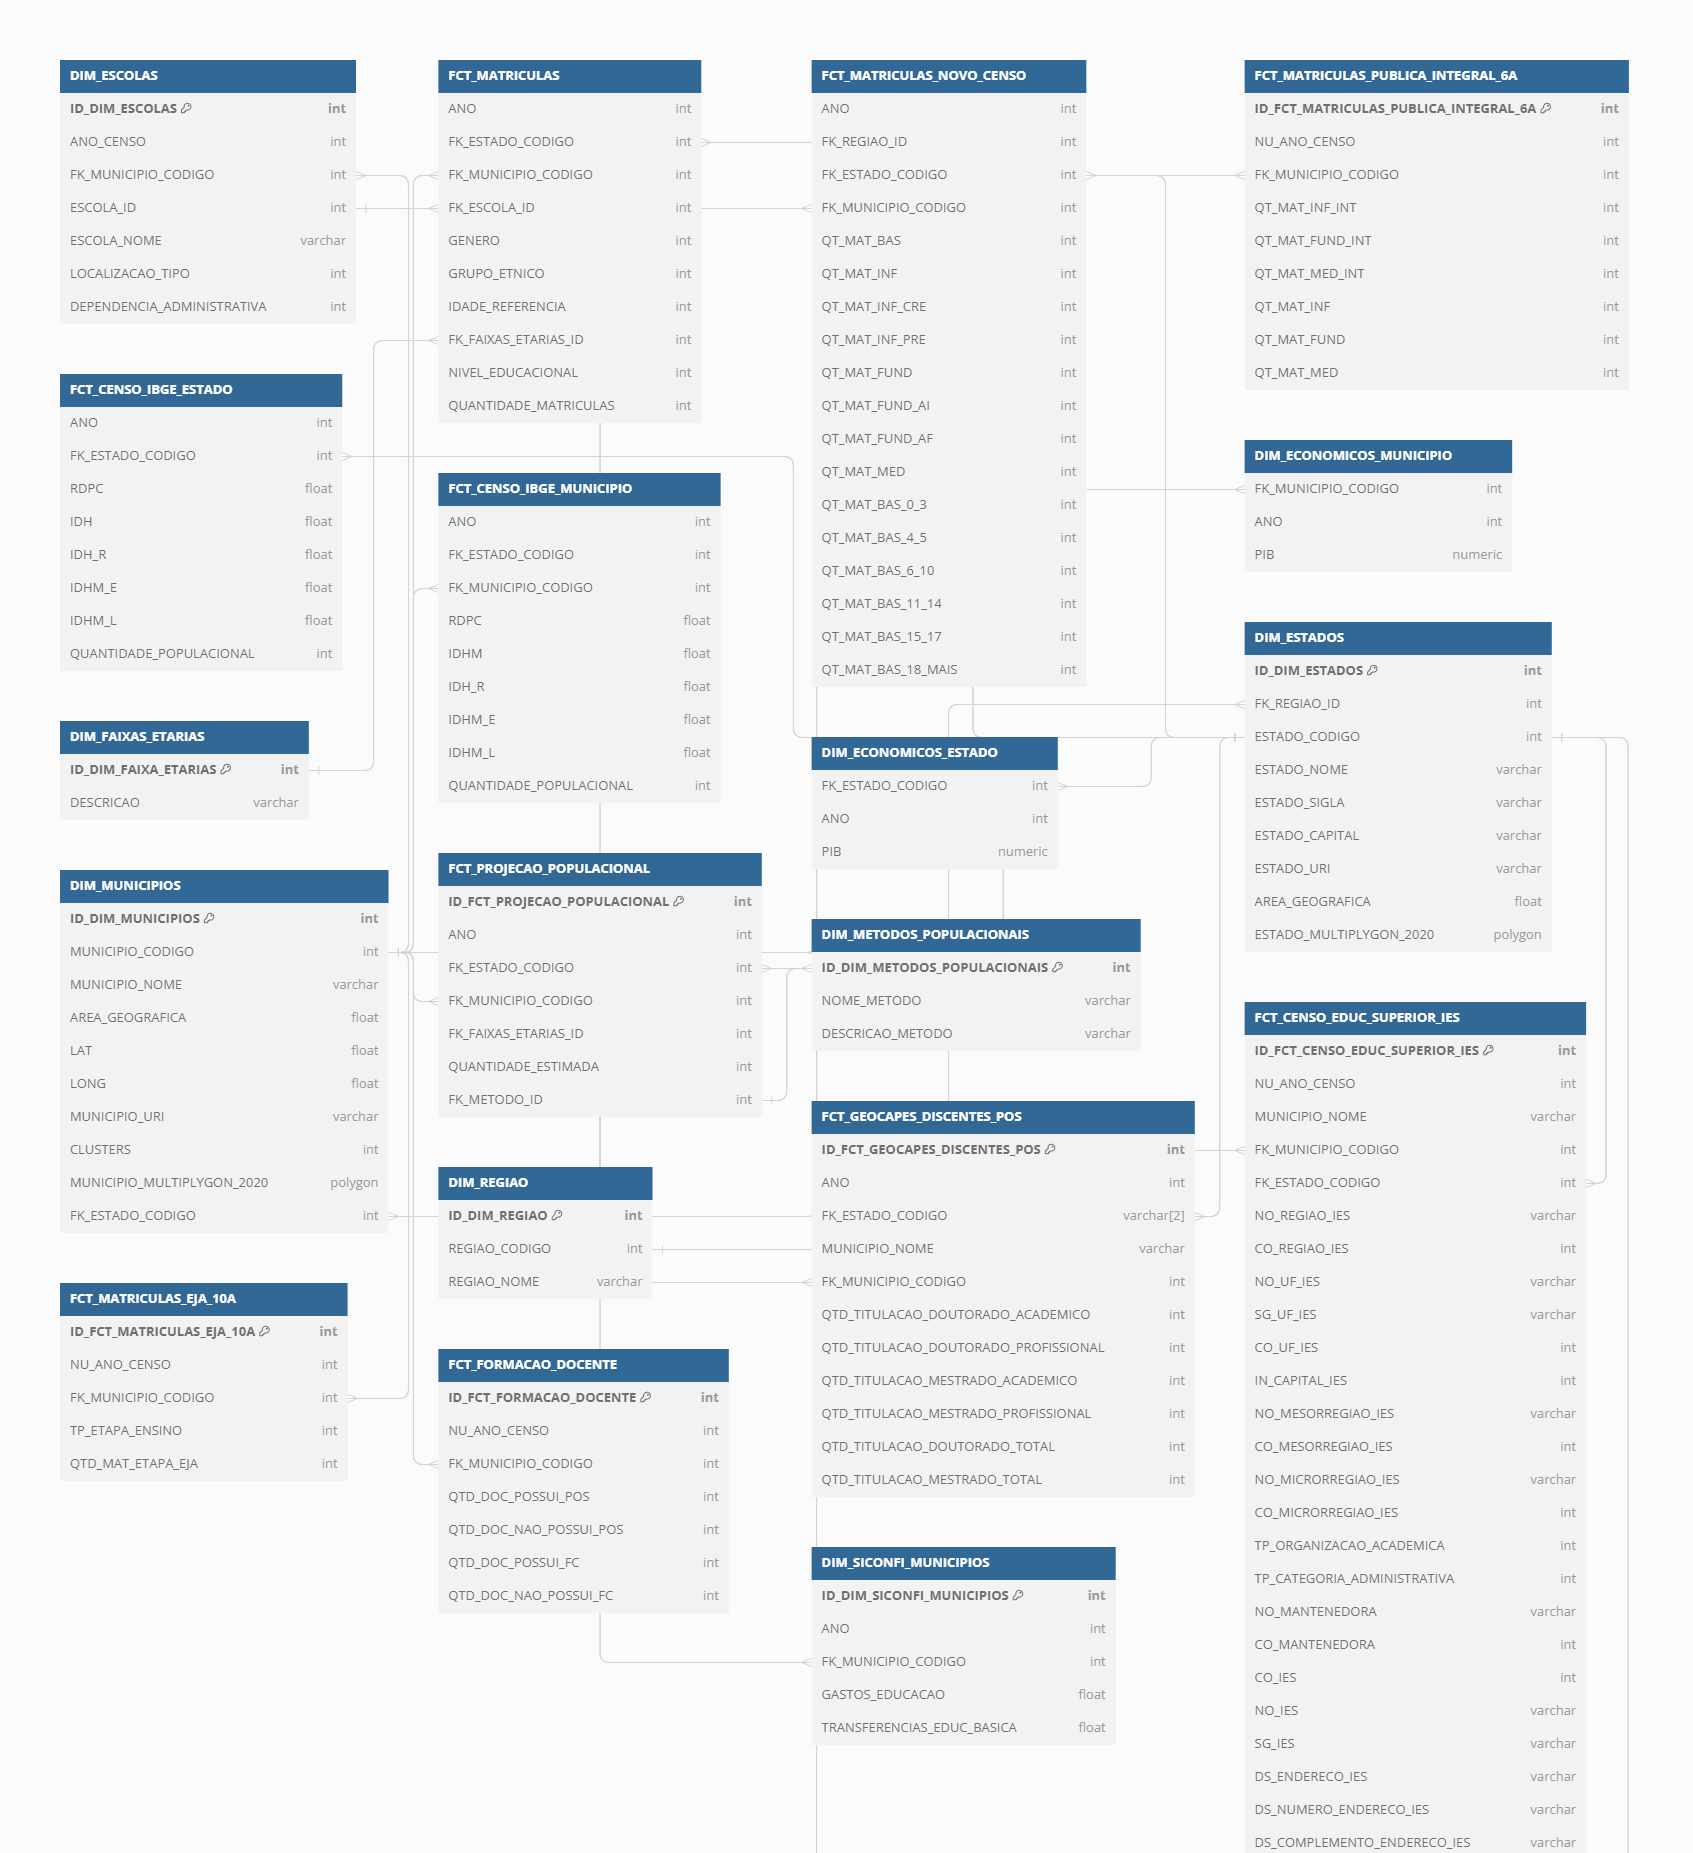 DIM_ESCOLAS
ID_DIM_ESCOLAS int
ANO_CENSO int
FK_MUNICIPIO_CODIGO int
ESCOLA_ID int
ESCOLA_NOME varchar
LOCALIZACAO_TIPO int
DEPENDENCIA_ADMINISTRATIVA int
FCT_CENSO_IBGE_ESTADO
ANO int
FK_ESTADO_CODIGO int
RDPC float
IDH float
IDH_R float
IDHM_E float
IDHM_L float
QUANTIDADE_POPULACIONAL int
DIM_FAIXAS_ETARIAS
ID_DIM_FAIXA_ETARIAS int
DESCRICAO varchar
DIM_MUNICIPIOS
ID_DIM_MUNICIPIOS int
MUNICIPIO_CODIGO int
MUNICIPIO_NOME varchar
AREA_GEOGRAFICA float
LAT float
LONG float
MUNICIPIO_URI varchar
CLUSTERS int
MUNICIPIO_MULTIPLYGON_2020 polygon
FK_ESTADO_CODIGO int
FCT_MATRICULAS_EJA_10A
ID_FCT_MATRICULAS_EJA_10A int
NU_ANO_CENSO int
FK_MUNICIPIO_CODIGO int
TP_ETAPA_ENSINO int
QTD_MAT_ETAPA_EJA int
FCT_MATRICULAS
ANO int
FK_ESTADO_CODIGO int
FK_MUNICIPIO_CODIGO int
FK_ESCOLA_ID int
GENERO int
GRUPO_ETNICO int
IDADE_REFERENCIA int
FK_FAIXAS_ETARIAS_ID int
NIVEL_EDUCACIONAL int
QUANTIDADE_MATRICULAS int
FCT_CENSO_IBGE_MUNICIPIO
ANO int
FK_ESTADO_CODIGO int
FK_MUNICIPIO_CODIGO int
RDPC float
IDHM float
IDH_R float
IDHM_E float
IDHM_L float
QUANTIDADE_POPULACIONAL int
FCT_PROJECAO_POPULACIONAL
ID_FCT_PROJECAO_POPULACIONAL int
ANO int
FK_ESTADO_CODIGO int
FK_MUNICIPIO_CODIGO int
FK_FAIXAS_ETARIAS_ID int
QUANTIDADE_ESTIMADA int
FK_METODO_ID int
DIM_REGIAO
ID_DIM_REGIAO int
REGIAO_CODIGO int
REGIAO_NOME varchar
FCT_FORMACAO_DOCENTE
ID_FCT_FORMACAO_DOCENTE int
NU_ANO_CENSO int
FK_MUNICIPIO_CODIGO int
QTD_DOC_POSSUI_POS int
QTD_DOC_NAO_POSSUI_POS int
QTD_DOC_POSSUI_FC int
QTD_DOC_NAO_POSSUI_FC int
FCT_MATRICULAS_NOVO_CENSO
ANO int
FK_REGIAO_ID int
FK_ESTADO_CODIGO int
FK_MUNICIPIO_CODIGO int
QT_MAT_BAS int
QT_MAT_INF int
QT_MAT_INF_CRE int
QT_MAT_INF_PRE int
QT_MAT_FUND int
QT_MAT_FUND_AI int
QT_MAT_FUND_AF int
QT_MAT_MED int
QT_MAT_BAS_0_3 int
QT_MAT_BAS_4_5 int
QT_MAT_BAS_6_10 int
QT_MAT_BAS_11_14 int
QT_MAT_BAS_15_17 int
QT_MAT_BAS_18_MAIS int
DIM_ECONOMICOS_ESTADO
FK_ESTADO_CODIGO int
ANO int
PIB numeric
DIM_METODOS_POPULACIONAIS
ID_DIM_METODOS_POPULACIONAIS int
NOME_METODO varchar
DESCRICAO_METODO varchar
FCT_GEOCAPES_DISCENTES_POS
ID_FCT_GEOCAPES_DISCENTES_POS int
ANO int
FK_ESTADO_CODIGO varchar[2]
MUNICIPIO_NOME varchar
FK_MUNICIPIO_CODIGO int
QTD_TITULACAO_DOUTORADO_ACADEMICO int
QTD_TITULACAO_DOUTORADO_PROFISSIONAL int
QTD_TITULACAO_MESTRADO_ACADEMICO int
QTD_TITULACAO_MESTRADO_PROFISSIONAL int
QTD_TITULACAO_DOUTORADO_TOTAL int
QTD_TITULACAO_MESTRADO_TOTAL int
DIM_SICONFI_MUNICIPIOS
ID_DIM_SICONFI_MUNICIPIOS int
ANO int
FK_MUNICIPIO_CODIGO int
GASTOS_EDUCACAO float
TRANSFERENCIAS_EDUC_BASICA float
FCT_MATRICULAS_PUBLICA_INTEGRAL_6A
ID_FCT_MATRICULAS_PUBLICA_INTEGRAL_6A int
NU_ANO_CENSO int
FK_MUNICIPIO_CODIGO int
QT_MAT_INF_INT int
QT_MAT_FUND_INT int
QT_MAT_MED_INT int
QT_MAT_INF int
QT_MAT_FUND int
QT_MAT_MED int
DIM_ECONOMICOS_MUNICIPIO
FK_MUNICIPIO_CODIGO int
ANO int
PIB numeric
DIM_ESTADOS
ID_DIM_ESTADOS int
FK_REGIAO_ID int
ESTADO_CODIGO int
ESTADO_NOME varchar
ESTADO_SIGLA varchar
ESTADO_CAPITAL varchar
ESTADO_URI varchar
AREA_GEOGRAFICA float
ESTADO_MULTIPLYGON_2020 polygon
FCT_CENSO_EDUC_SUPERIOR_IES
ID_FCT_CENSO_EDUC_SUPERIOR_IES int
NU_ANO_CENSO int
MUNICIPIO_NOME varchar
FK_MUNICIPIO_CODIGO int
FK_ESTADO_CODIGO int
NO_REGIAO_IES varchar
CO_REGIAO_IES int
NO_UF_IES varchar
SG_UF_IES varchar
CO_UF_IES int
IN_CAPITAL_IES int
NO_MESORREGIAO_IES varchar
CO_MESORREGIAO_IES int
NO_MICRORREGIAO_IES varchar
CO_MICRORREGIAO_IES int
TP_ORGANIZACAO_ACADEMICA int
TP_CATEGORIA_ADMINISTRATIVA int
NO_MANTENEDORA varchar
CO_MANTENEDORA int
CO_IES int
NO_IES varchar
SG_IES varchar
DS_ENDERECO_IES varchar
DS_NUMERO_ENDERECO_IES varchar
DS_COMPLEMENTO_ENDERECO_IES varchar